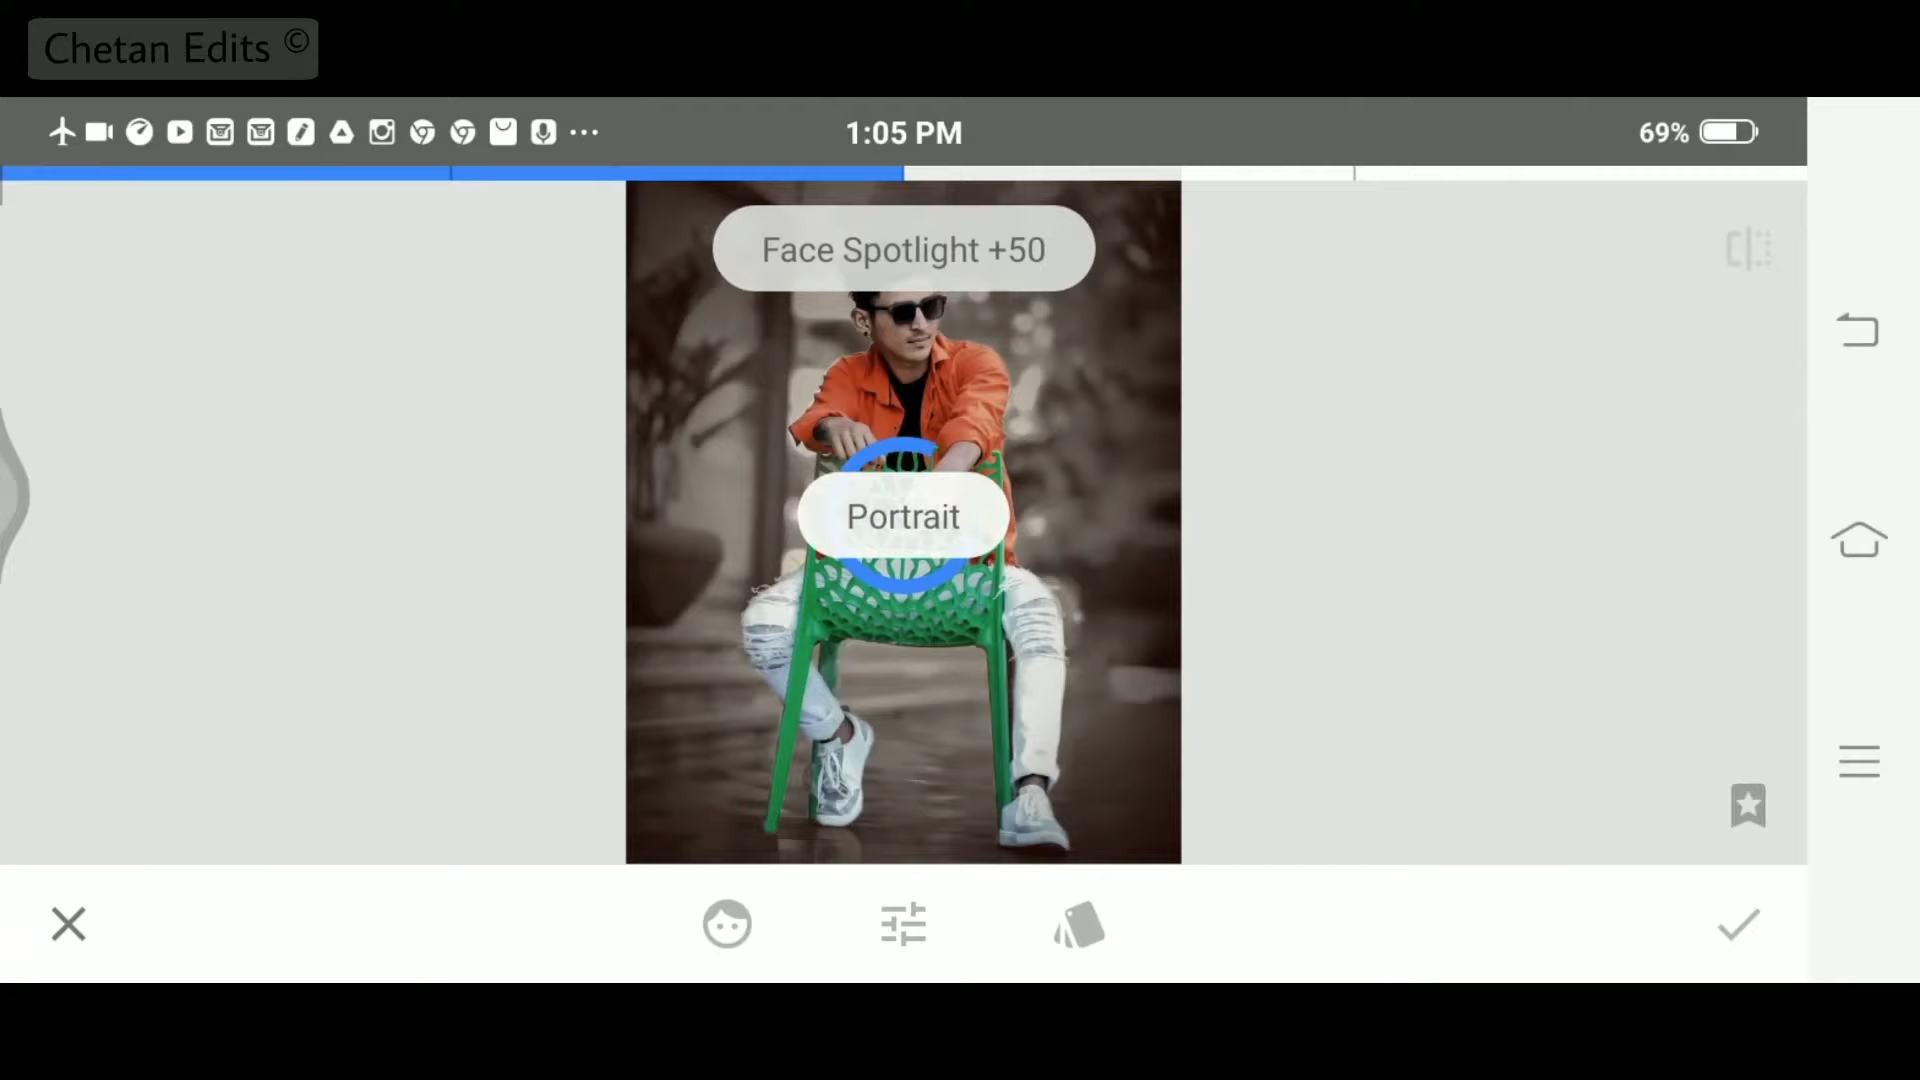 Chetan Edits ©
1:05 PM
69%
Face Spotlight +50
Portrait